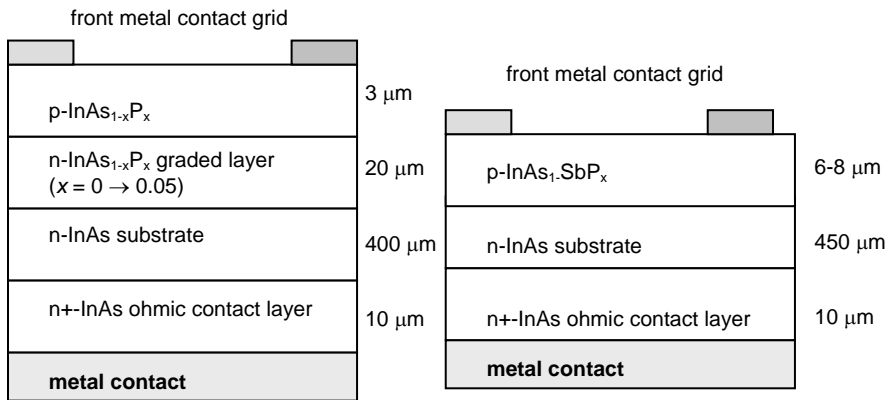 front metal contact grid
p-InAs₁₋ₓPₓ
3 μm
n-InAs₁₋ₓPₓ graded layer
(x = 0 → 0.05)
20 μm
n-InAs substrate
400 μm
n+-InAs ohmic contact layer
10 μm
metal contact
front metal contact grid
p-InAs₁₋SbPₓ
6-8 μm
n-InAs substrate
450 μm
n+-InAs ohmic contact layer
10 μm
metal contact